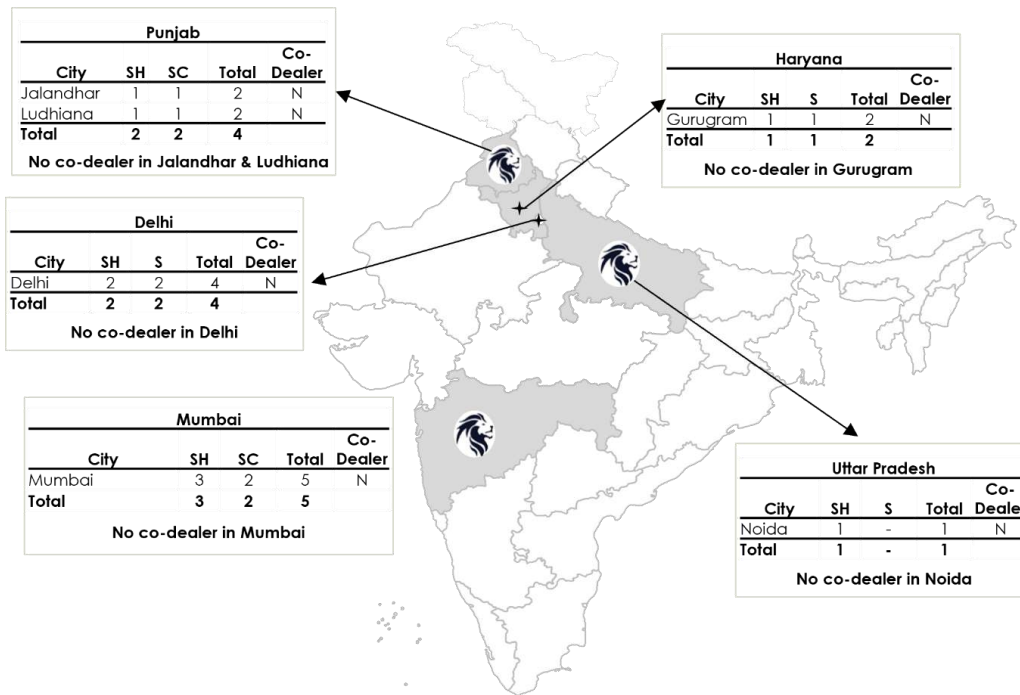 Punjab
City SH SC Total Co-Dealer
Jalandhar 1 1 2 N
Ludhiana 1 1 2 N
Total 2 2 4
No co-dealer in Jalandhar & Ludhiana
Haryana
City SH S Total Co-Dealer
Gurugram 1 1 2 N
Total 1 1 2
No co-dealer in Gurugram
Delhi
City SH S Total Co-Dealer
Delhi 2 2 4 N
Total 2 2 4
No co-dealer in Delhi
Mumbai
City SH SC Total Co-Dealer
Mumbai 3 2 5 N
Total 3 2 5
No co-dealer in Mumbai
Uttar Pradesh
City SH S Total Co-Deale
Noida 1 - 1 N
Total 1 - 1
No co-dealer in Noida